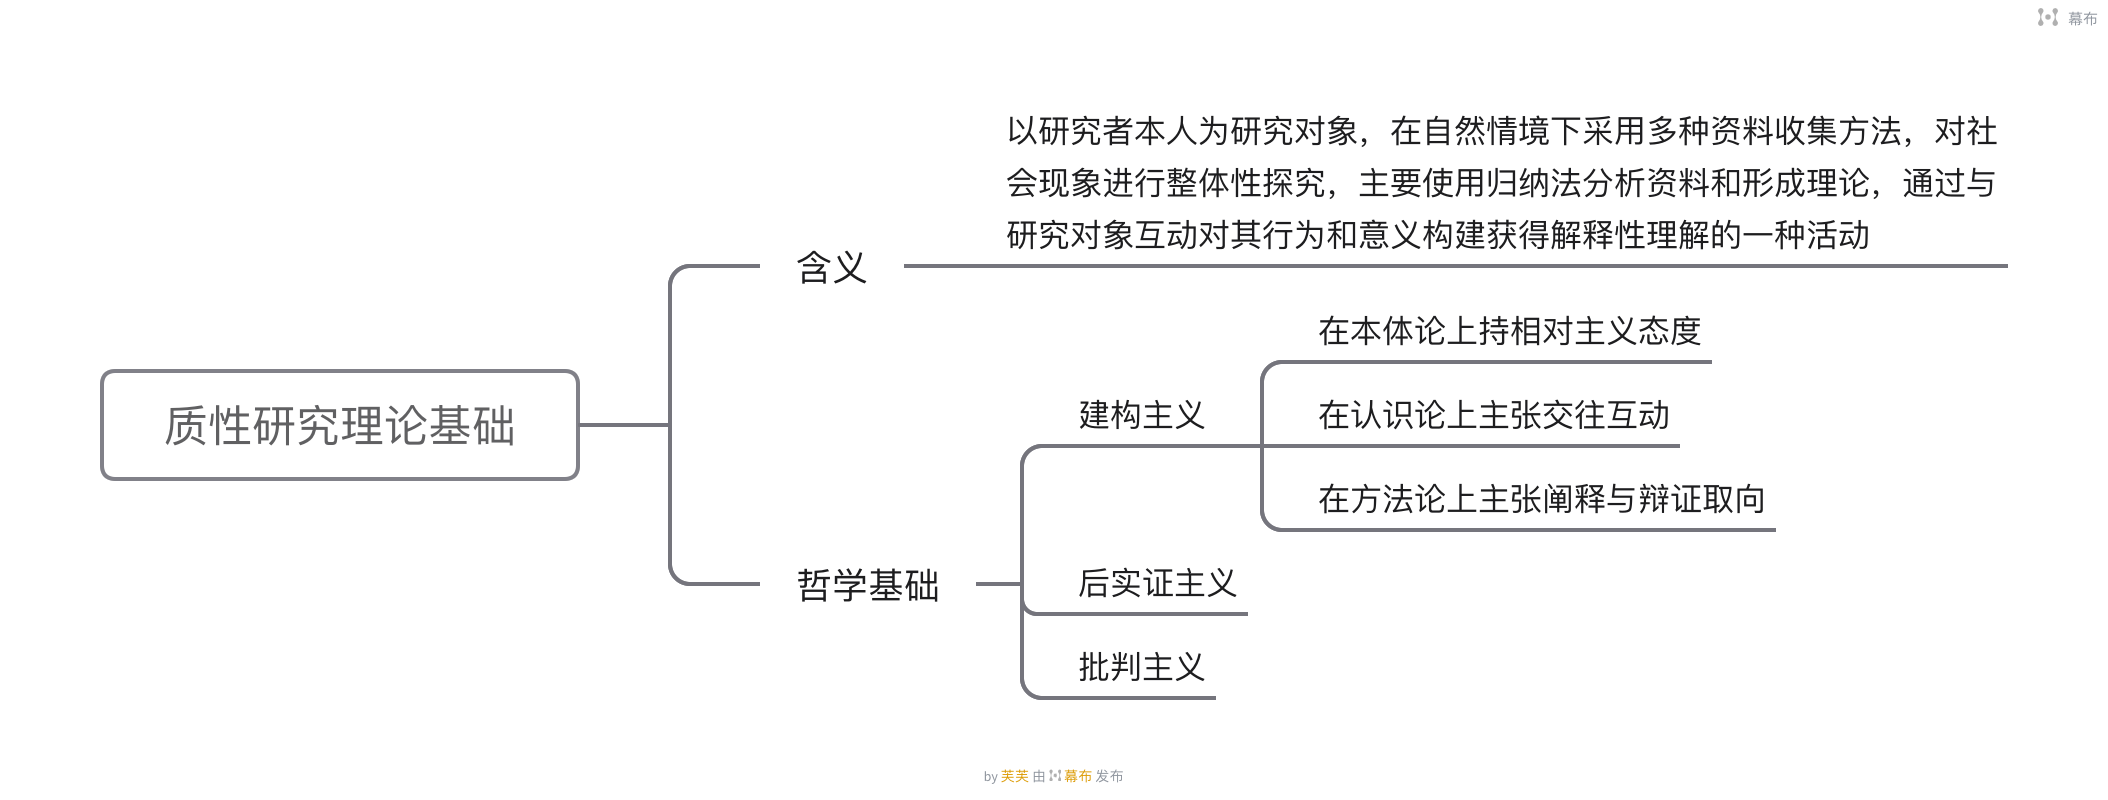 幕布
以研究者本人为研究对象，在自然情境下采用多种资料收集方法，对社
会现象进行整体性探究，主要使用归纳法分析资料和形成理论，通过与
研究对象互动对其行为和意义构建获得解释性理解的一种活动
含义
在本体论上持相对主义态度
建构主义
在认识论上主张交往互动
质性研究理论基础
在方法论上主张阐释与辩证取向
哲学基础
后实证主义
批判主义
by 芙芙 由 幕布 发布